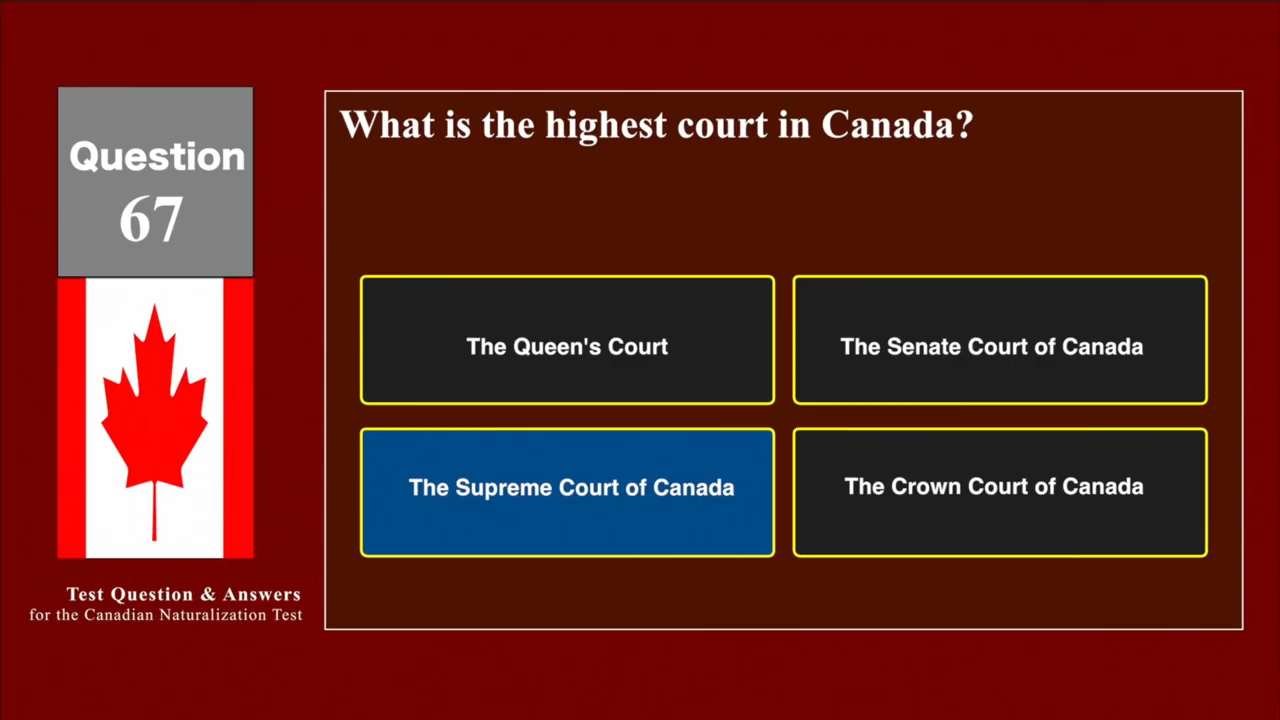 Question
67
What is the highest court in Canada?
The Queen's Court
The Senate Court of Canada
The Supreme Court of Canada
The Crown Court of Canada
Test Question & Answers
for the Canadian Naturalization Test